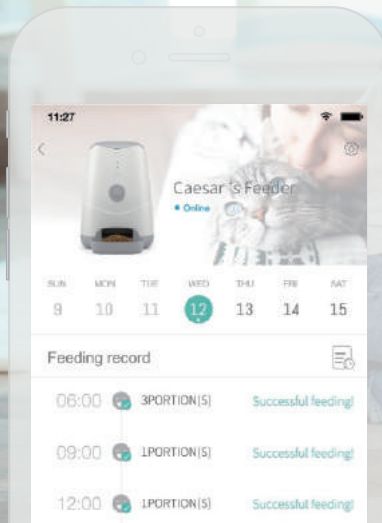 11:27
Caesar 's Feeder
Online
SUN MON TUE WED THU FRI SAT
9 10 11 12 13 14 15
Feeding record
06:00 3PORTION(S) Successful feeding!
09:00 1PORTION(S) Successful feeding!
12:00 1PORTION(S) Successful feeding!